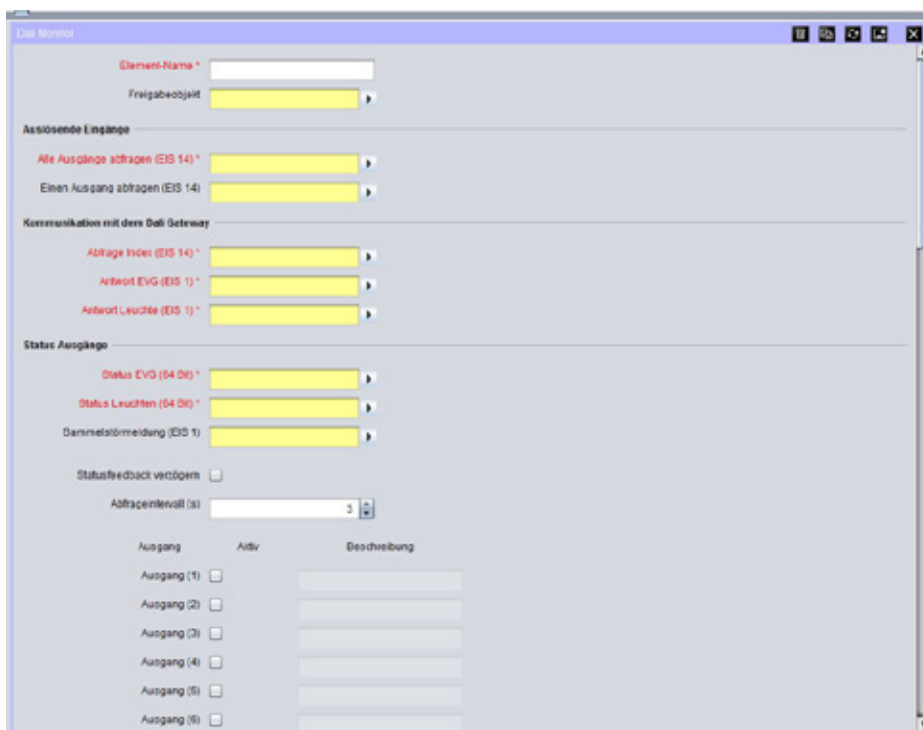 Dali Monitor
Element-Name *
Freigabeobjekt
Auslösende Eingänge
Alle Ausgänge abfragen (EIS 14) *
Einen Ausgang abfragen (EIS 14)
Kommunikation mit dem Dali Gateway
Abfrage Index (EIS 14) *
Antwort EVG (EIS 1) *
Antwort Leuchte (EIS 1) *
Status Ausgänge
Status EVG (64 Bit) *
Status Leuchten (64 Bit) *
Sammelstörmeldung (EIS 1)
Statusfeedback verzögern
Abfrageintervall (s) 3
Ausgang Aktiv Beschreibung
Ausgang (1)
Ausgang (2)
Ausgang (3)
Ausgang (4)
Ausgang (5)
Ausgang (6)